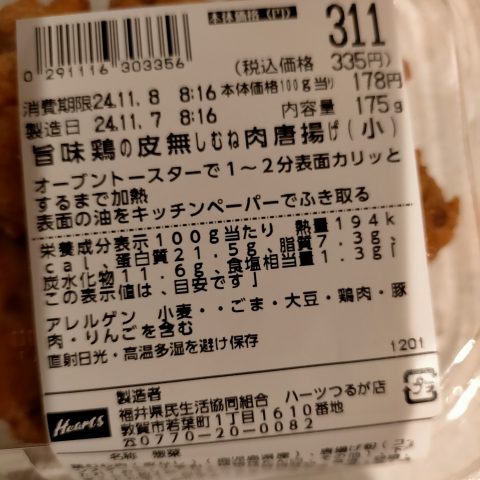 本体価格(円) 311
(税込価格 335円)
0 291116 303356
本体価格100g当り 178円
消費期限24.11. 8 8:16
内容量 175g
製造日 24.11. 7 8:16
旨味鶏の皮無しむね肉唐揚げ(小)
オーブントースターで1~2分表面カリッと
するまで加熱
表面の油をキッチンペーパーでふき取る
栄養成分表示100g当たり 熱量194k
cal、蛋白質21.5g、脂質7.3g、
炭水化物11.6g、食塩相当量1.3g[
この表示値は、目安です]
アレルゲン 小麦・・ごま・大豆・鶏肉・豚
肉・りんごを含む
直射日光・高温多湿を避け保存
1201
製造者
Hearts
福井県民生活協同組合 ハーツつるが店
敦賀市若葉町1丁目1610番地
☎0770-20-0082
プラ
名称 惣菜